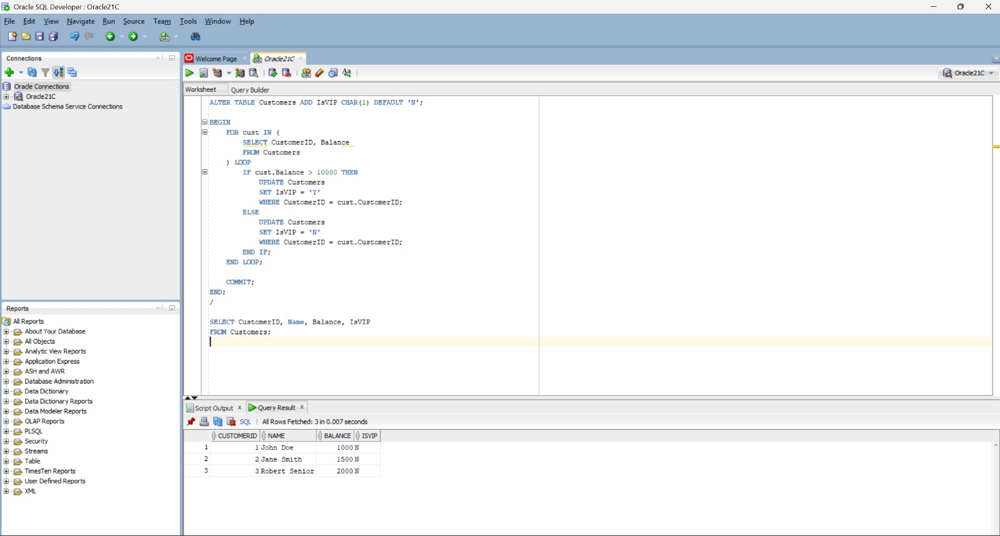 Oracle SQL Developer : Oracle21C
File Edit View Navigate Run Source Team Tools Window Help
Connections
Oracle Connections
Oracle21C
Database Schema Service Connections
Reports
All Reports
About Your Database
All Objects
Analytic View Reports
Application Express
ASH and AWR
Database Administration
Data Dictionary
Data Dictionary Reports
Data Modeler Reports
OLAP Reports
PLSQL
Security
Streams
Table
TimesTen Reports
User Defined Reports
XML
Welcome Page Oracle21C
Oracle21C
Worksheet Query Builder
ALTER TABLE Customers ADD IsVIP CHAR(1) DEFAULT 'N';
BEGIN
FOR cust IN (
SELECT CustomerID, Balance
FROM Customers
) LOOP
IF cust.Balance > 10000 THEN
UPDATE Customers
SET IsVIP = 'Y'
WHERE CustomerID = cust.CustomerID;
ELSE
UPDATE Customers
SET IsVIP = 'N'
WHERE CustomerID = cust.CustomerID;
END IF;
END LOOP;
COMMIT;
END;
/
SELECT CustomerID, Name, Balance, IsVIP
FROM Customers;
Script Output Query Result
SQL | All Rows Fetched: 3 in 0.007 seconds
CUSTOMERID NAME BALANCE ISVIP
1 1 John Doe 1000 N
2 2 Jane Smith 1500 N
3 3 Robert Senior 2000 N